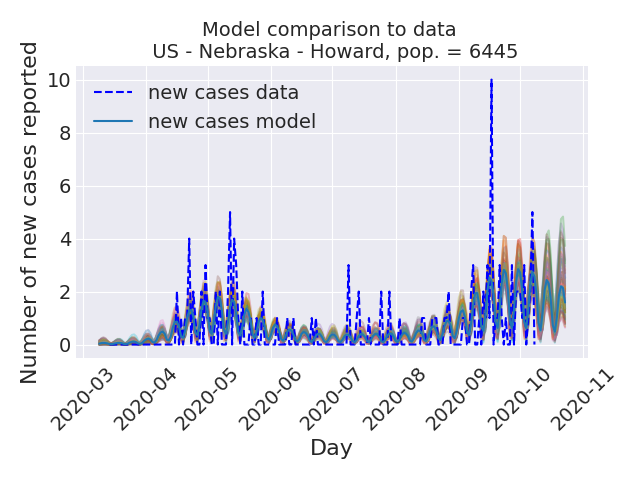 Model comparison to data
US - Nebraska - Howard, pop. = 6445
Number of new cases reported
10
8
6
4
2
0
new cases data
new cases model
2020-03
2020-04
2020-05
2020-06
2020-07
2020-08
2020-09
2020-10
2020-11
Day